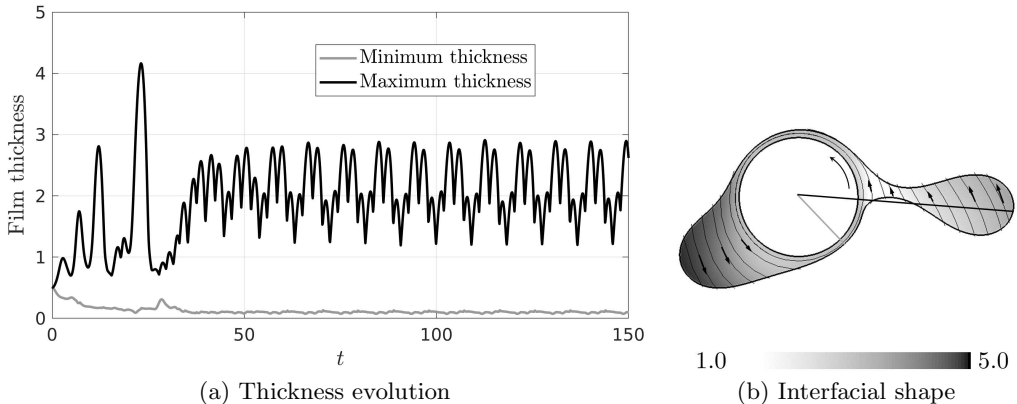 5
4
3
2
1
0
Film thickness
Minimum thickness
Maximum thickness
0
50
100
150
t
(a) Thickness evolution
1.0
5.0
(b) Interfacial shape